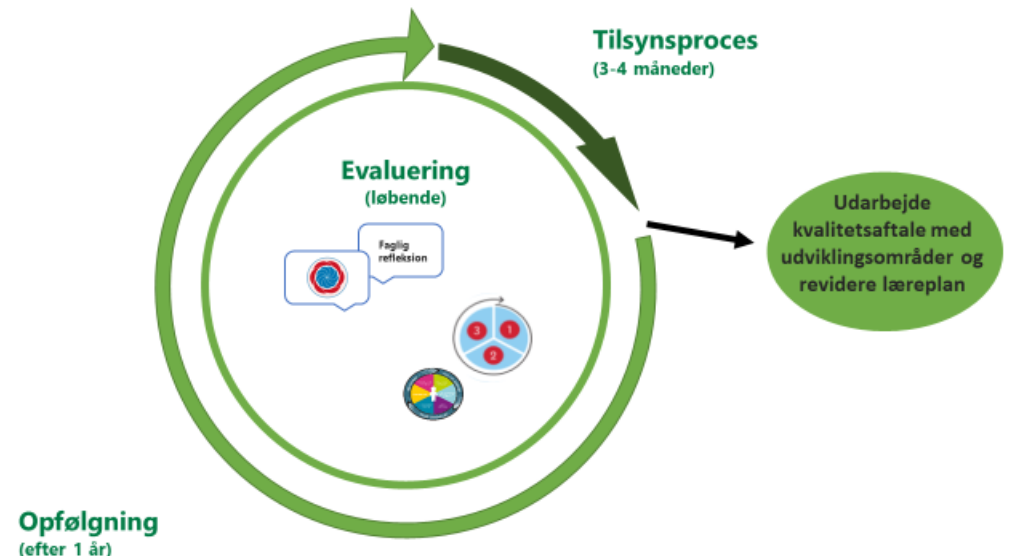 Tilsynsproces
(3-4 måneder)
Evaluering
(løbende)
Faglig
refleksion
Udarbejde
kvalitetsaftale med
udviklingsområder og
revidere læreplan
3
1
2
Opfølgning
(efter 1 år)